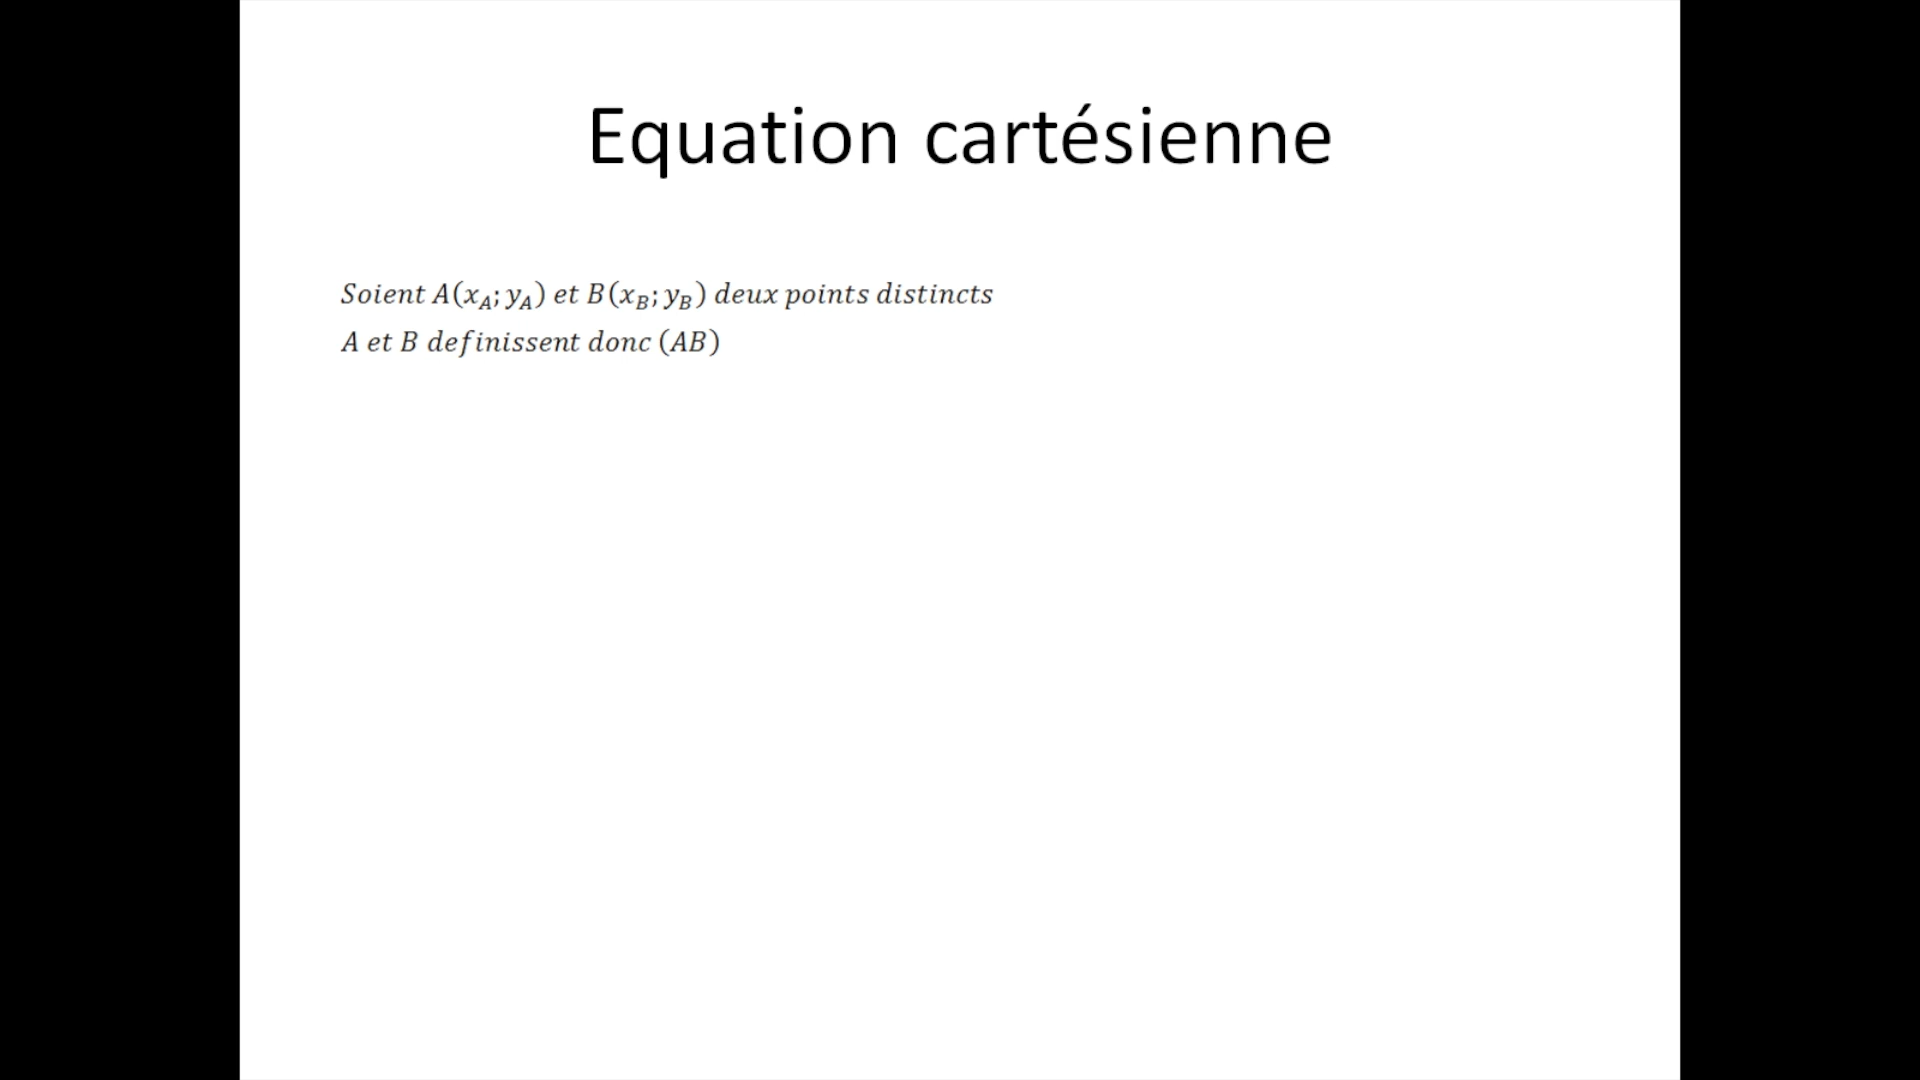 Equation cartésienne
Soient A(x_A; y_A) et B(x_B; y_B) deux points distincts
A et B definissent donc (AB)